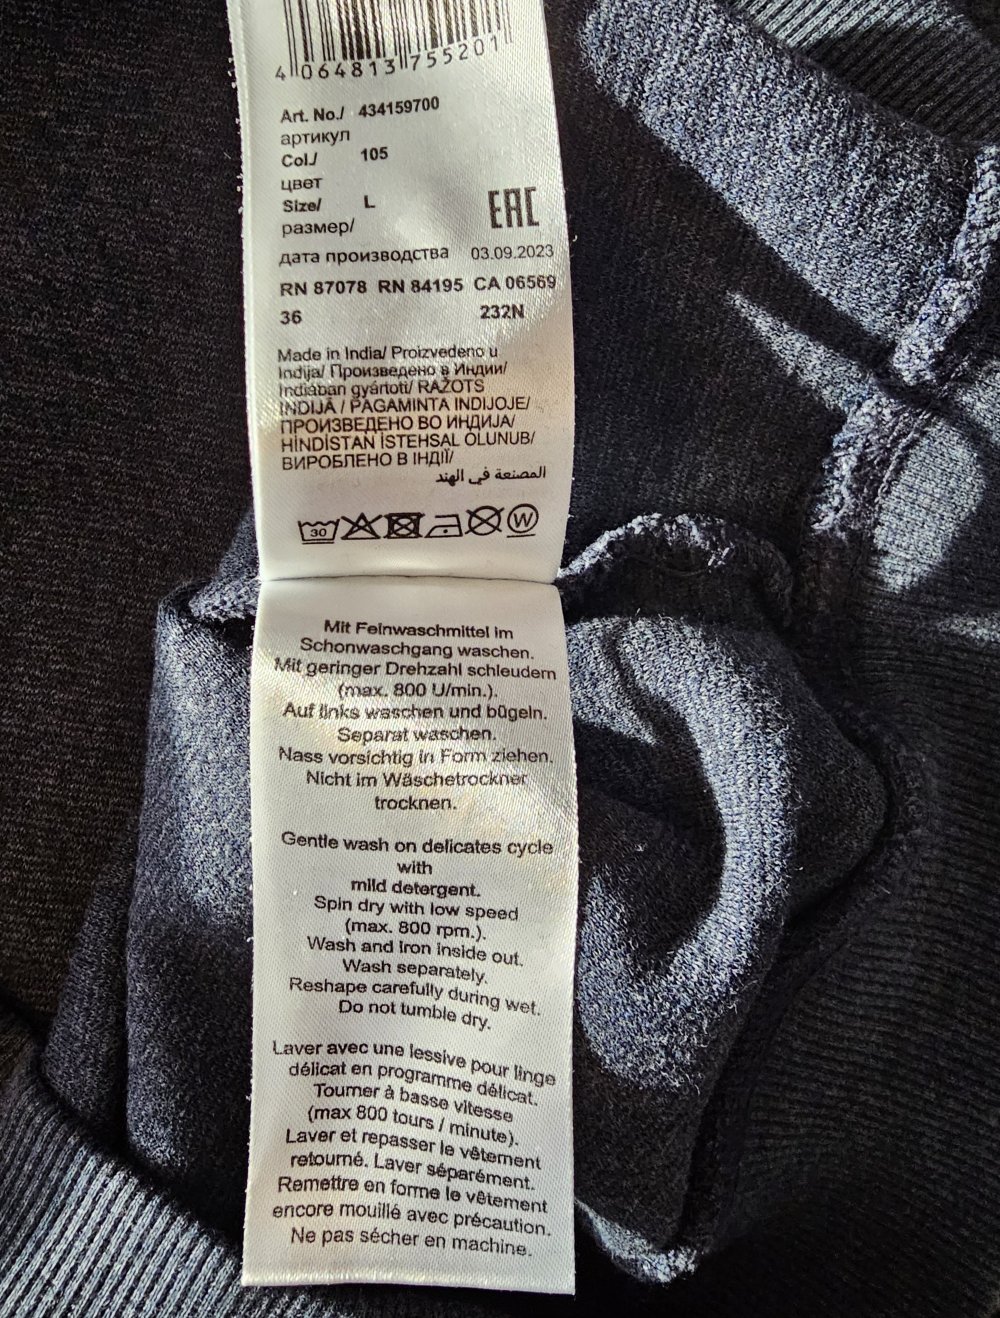 4 064813 755201
Art. No./ 434159700
артикул
Col./ 105
цвет
Size/ L
размер/
EAC
дата производства 03.09.2023
RN 87078 RN 84195 CA 06569
36 232N
Made in India/ Proizvedeno u
Indija/ Произведено в Индии/
Indiában gyártott/ RAŽOTS
INDIJĀ / PAGAMINTA INDIJOJE/
ПРОИЗВЕДЕНО ВО ИНДИЈА/
HİNDİSTAN İSTEHSAL OLUNUB/
ВИРОБЛЕНО В ІНДІЇ/
المصنعة في الهند
30 W
Mit Feinwaschmittel im
Schonwaschgang waschen.
Mit geringer Drehzahl schleudern
(max. 800 U/min.).
Auf links waschen und bügeln.
Separat waschen.
Nass vorsichtig in Form ziehen.
Nicht im Wäschetrockner
trocknen.
Gentle wash on delicates cycle
with
mild detergent.
Spin dry with low speed
(max. 800 rpm.).
Wash and Iron inside out.
Wash separately.
Reshape carefully during wet.
Do not tumble dry.
Laver avec une lessive pour linge
délicat en programme délicat.
Tourner à basse vitesse
(max 800 tours / minute).
Laver et repasser le vêtement
retourné. Laver séparément.
Remettre en forme le vêtement
encore mouillé avec précaution.
Ne pas sécher en machine.